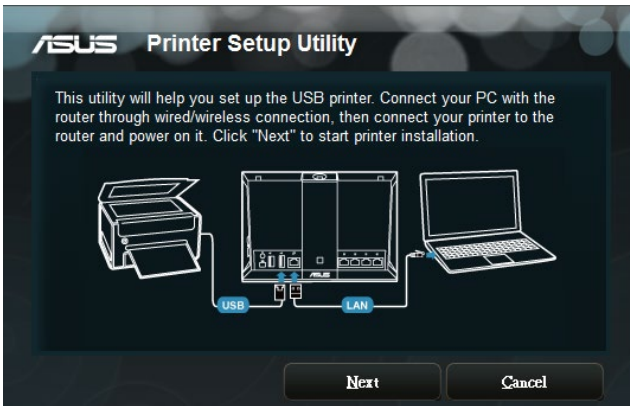 ASUS Printer Setup Utility
This utility will help you set up the USB printer. Connect your PC with the
router through wired/wireless connection, then connect your printer to the
router and power on it. Click "Next" to start printer installation.
ASUS
USB
LAN
Next
Cancel